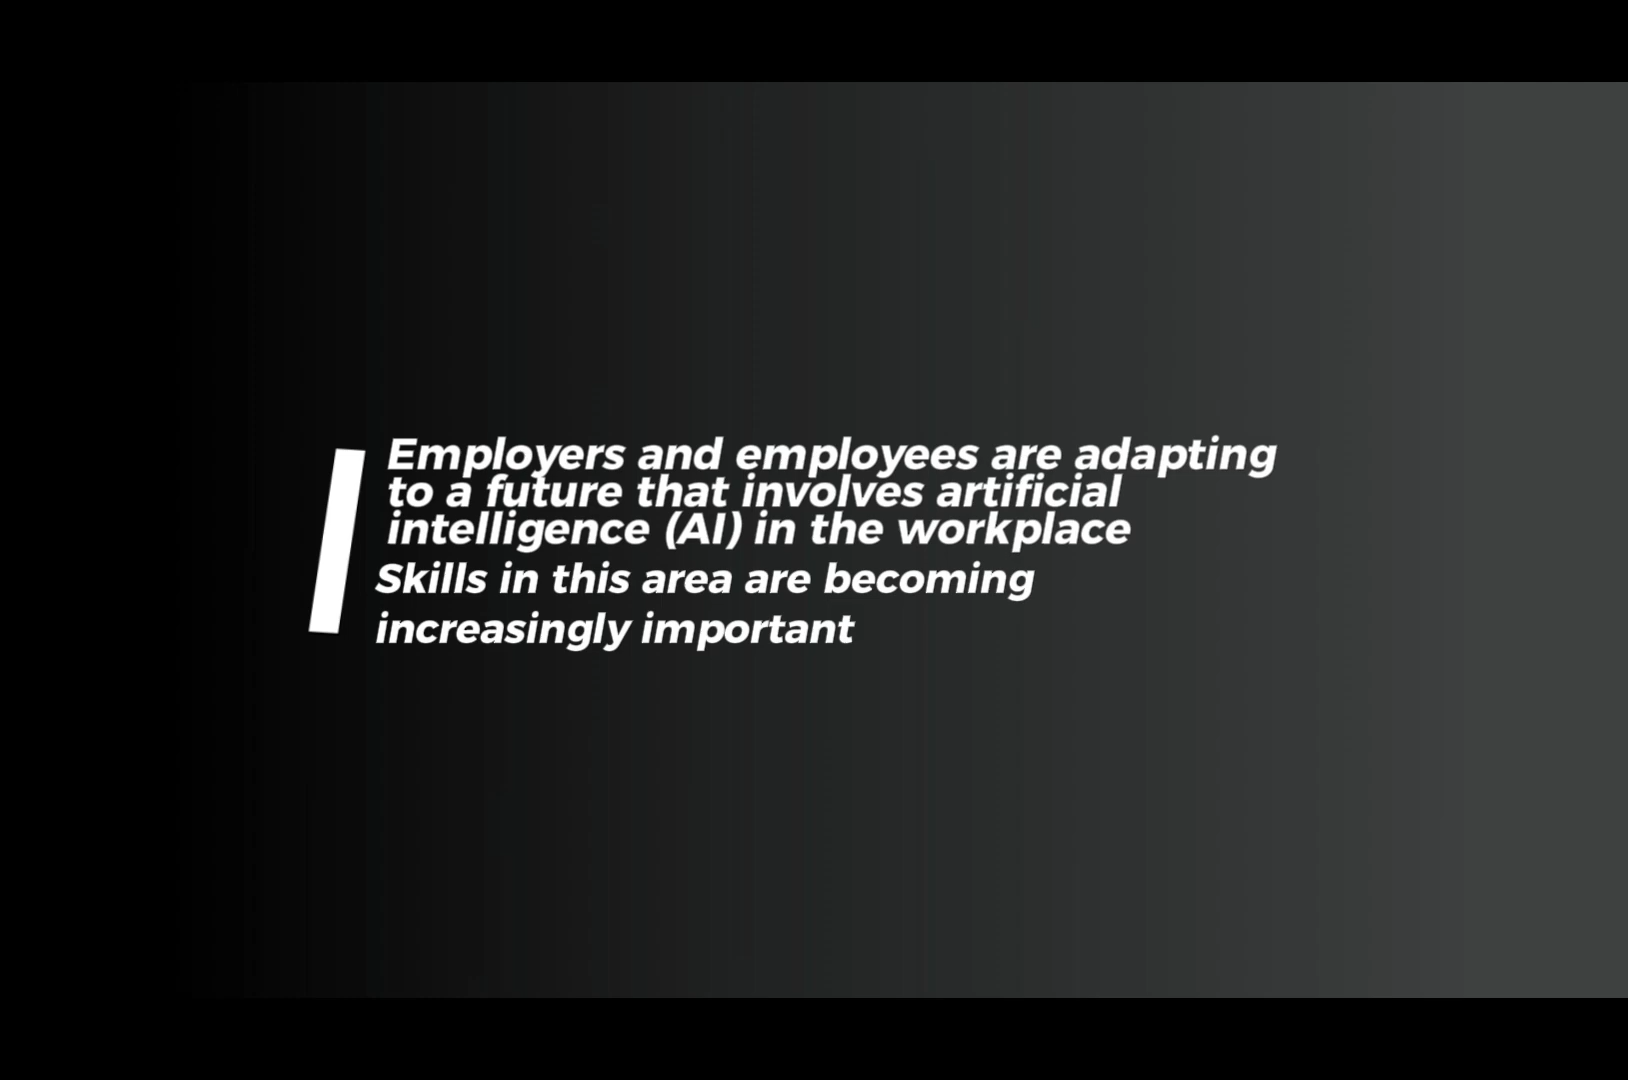 Employers and employees are adapting
to a future that involves artificial
intelligence (AI) in the workplace
Skills in this area are becoming
increasingly important